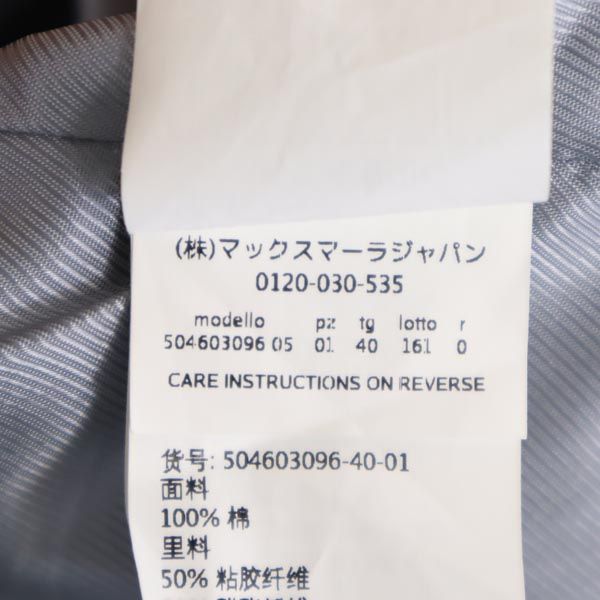 (株)マックスマーラジャパン
0120-030-535
modello pz tg lotto r
504603096 05 01 40 161 0
CARE INSTRUCTIONS ON REVERSE
货号: 504603096-40-01
面料
100% 棉
里料
50% 粘胶纤维